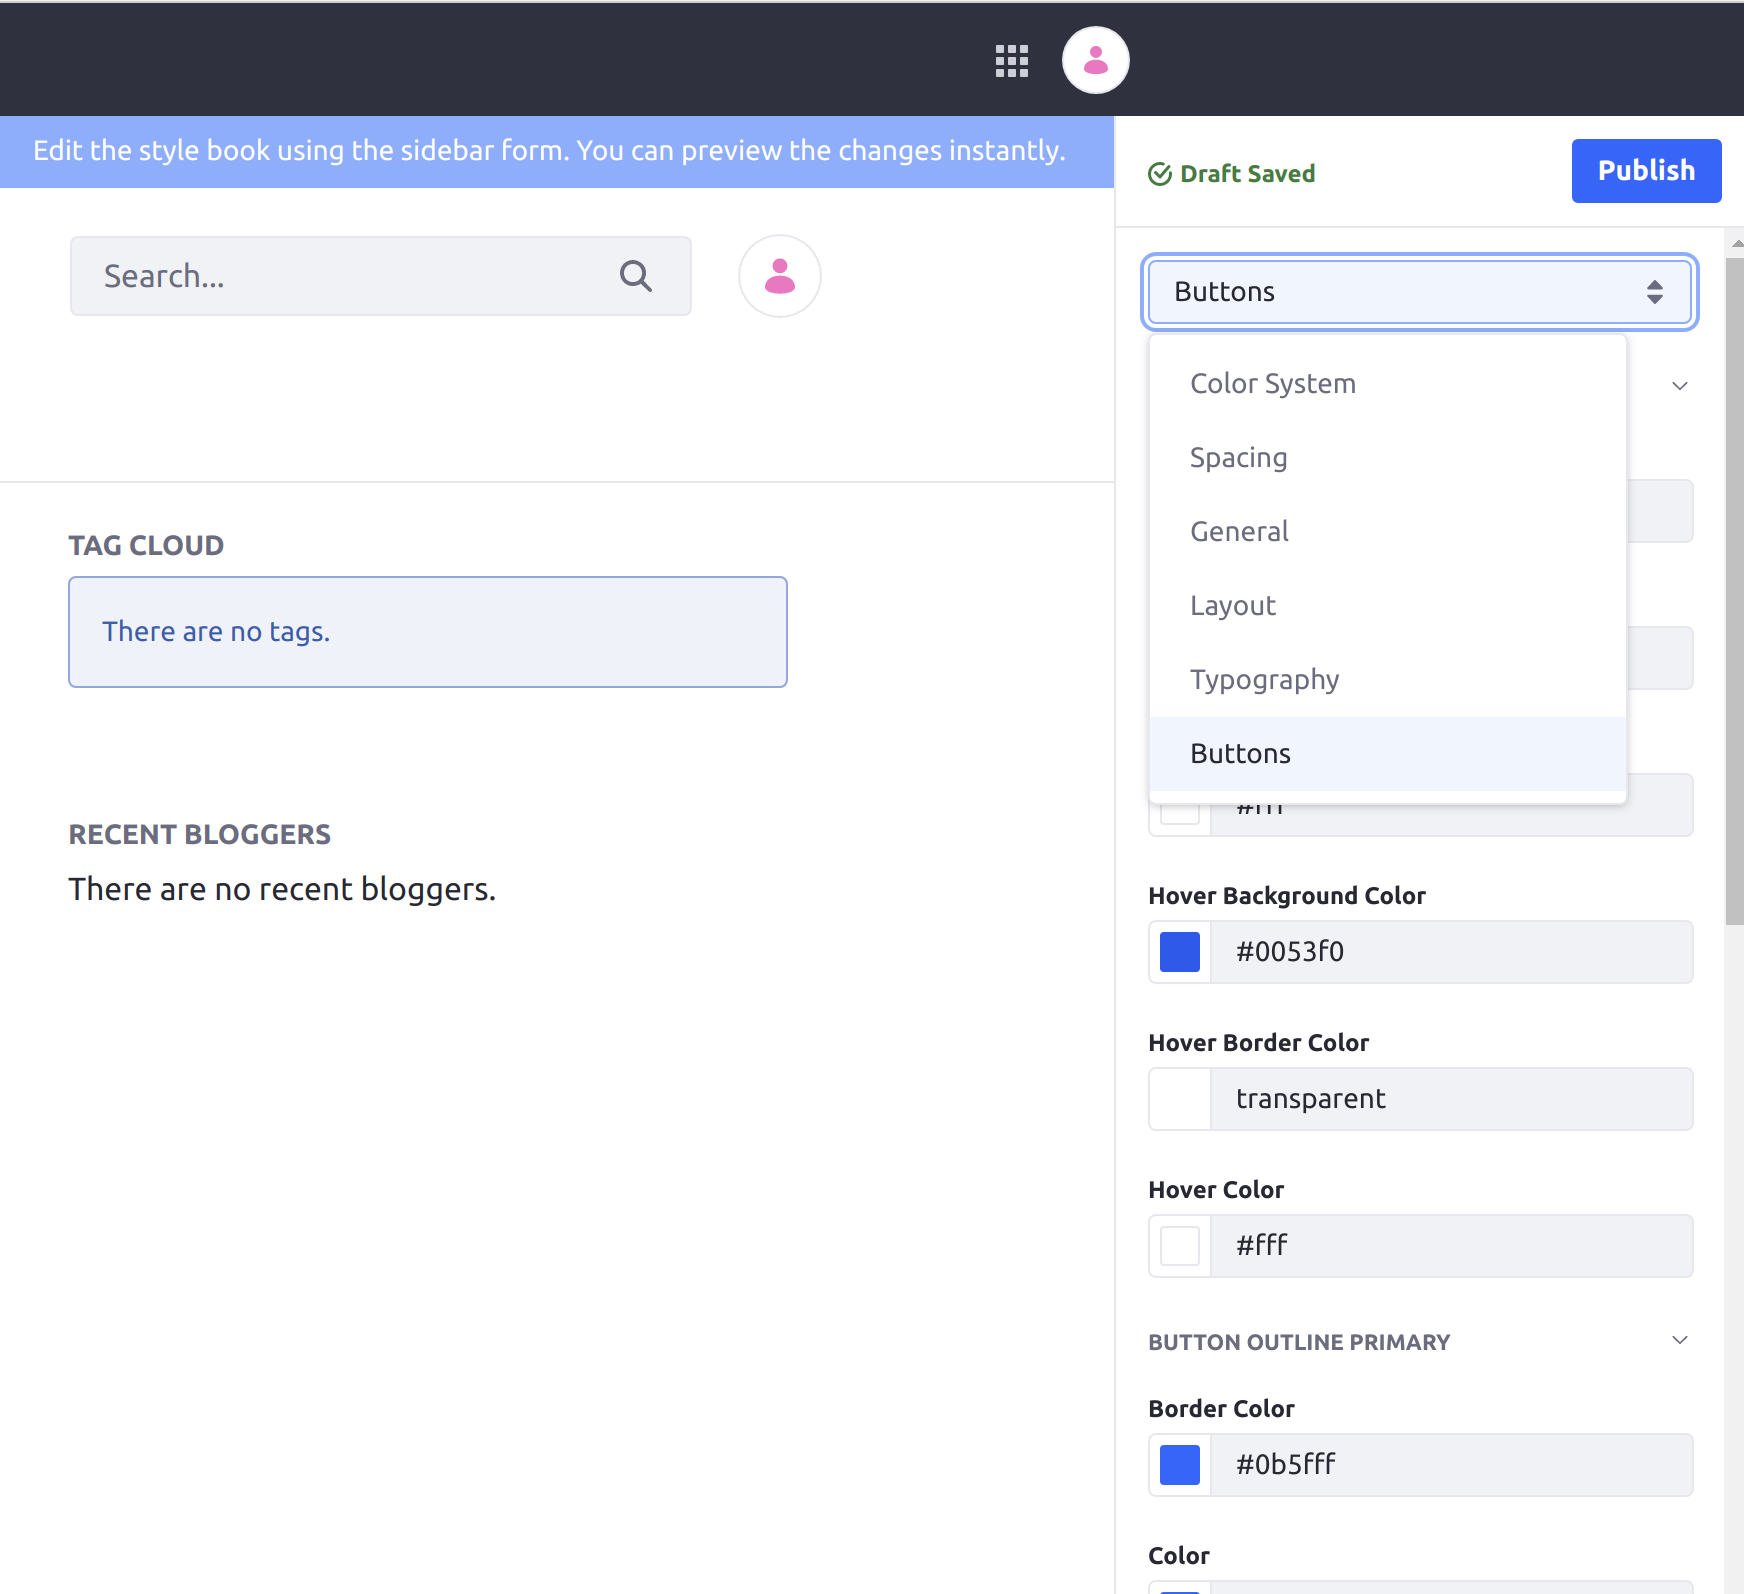 Edit the style book using the sidebar form. You can preview the changes instantly.
Draft Saved
Publish
Search...
Buttons
Color System
Spacing
General
Layout
Typography
Buttons
TAG CLOUD
There are no tags.
RECENT BLOGGERS
There are no recent bloggers.
Hover Background Color
#0053f0
Hover Border Color
transparent
Hover Color
#fff
BUTTON OUTLINE PRIMARY
Border Color
#0b5fff
Color